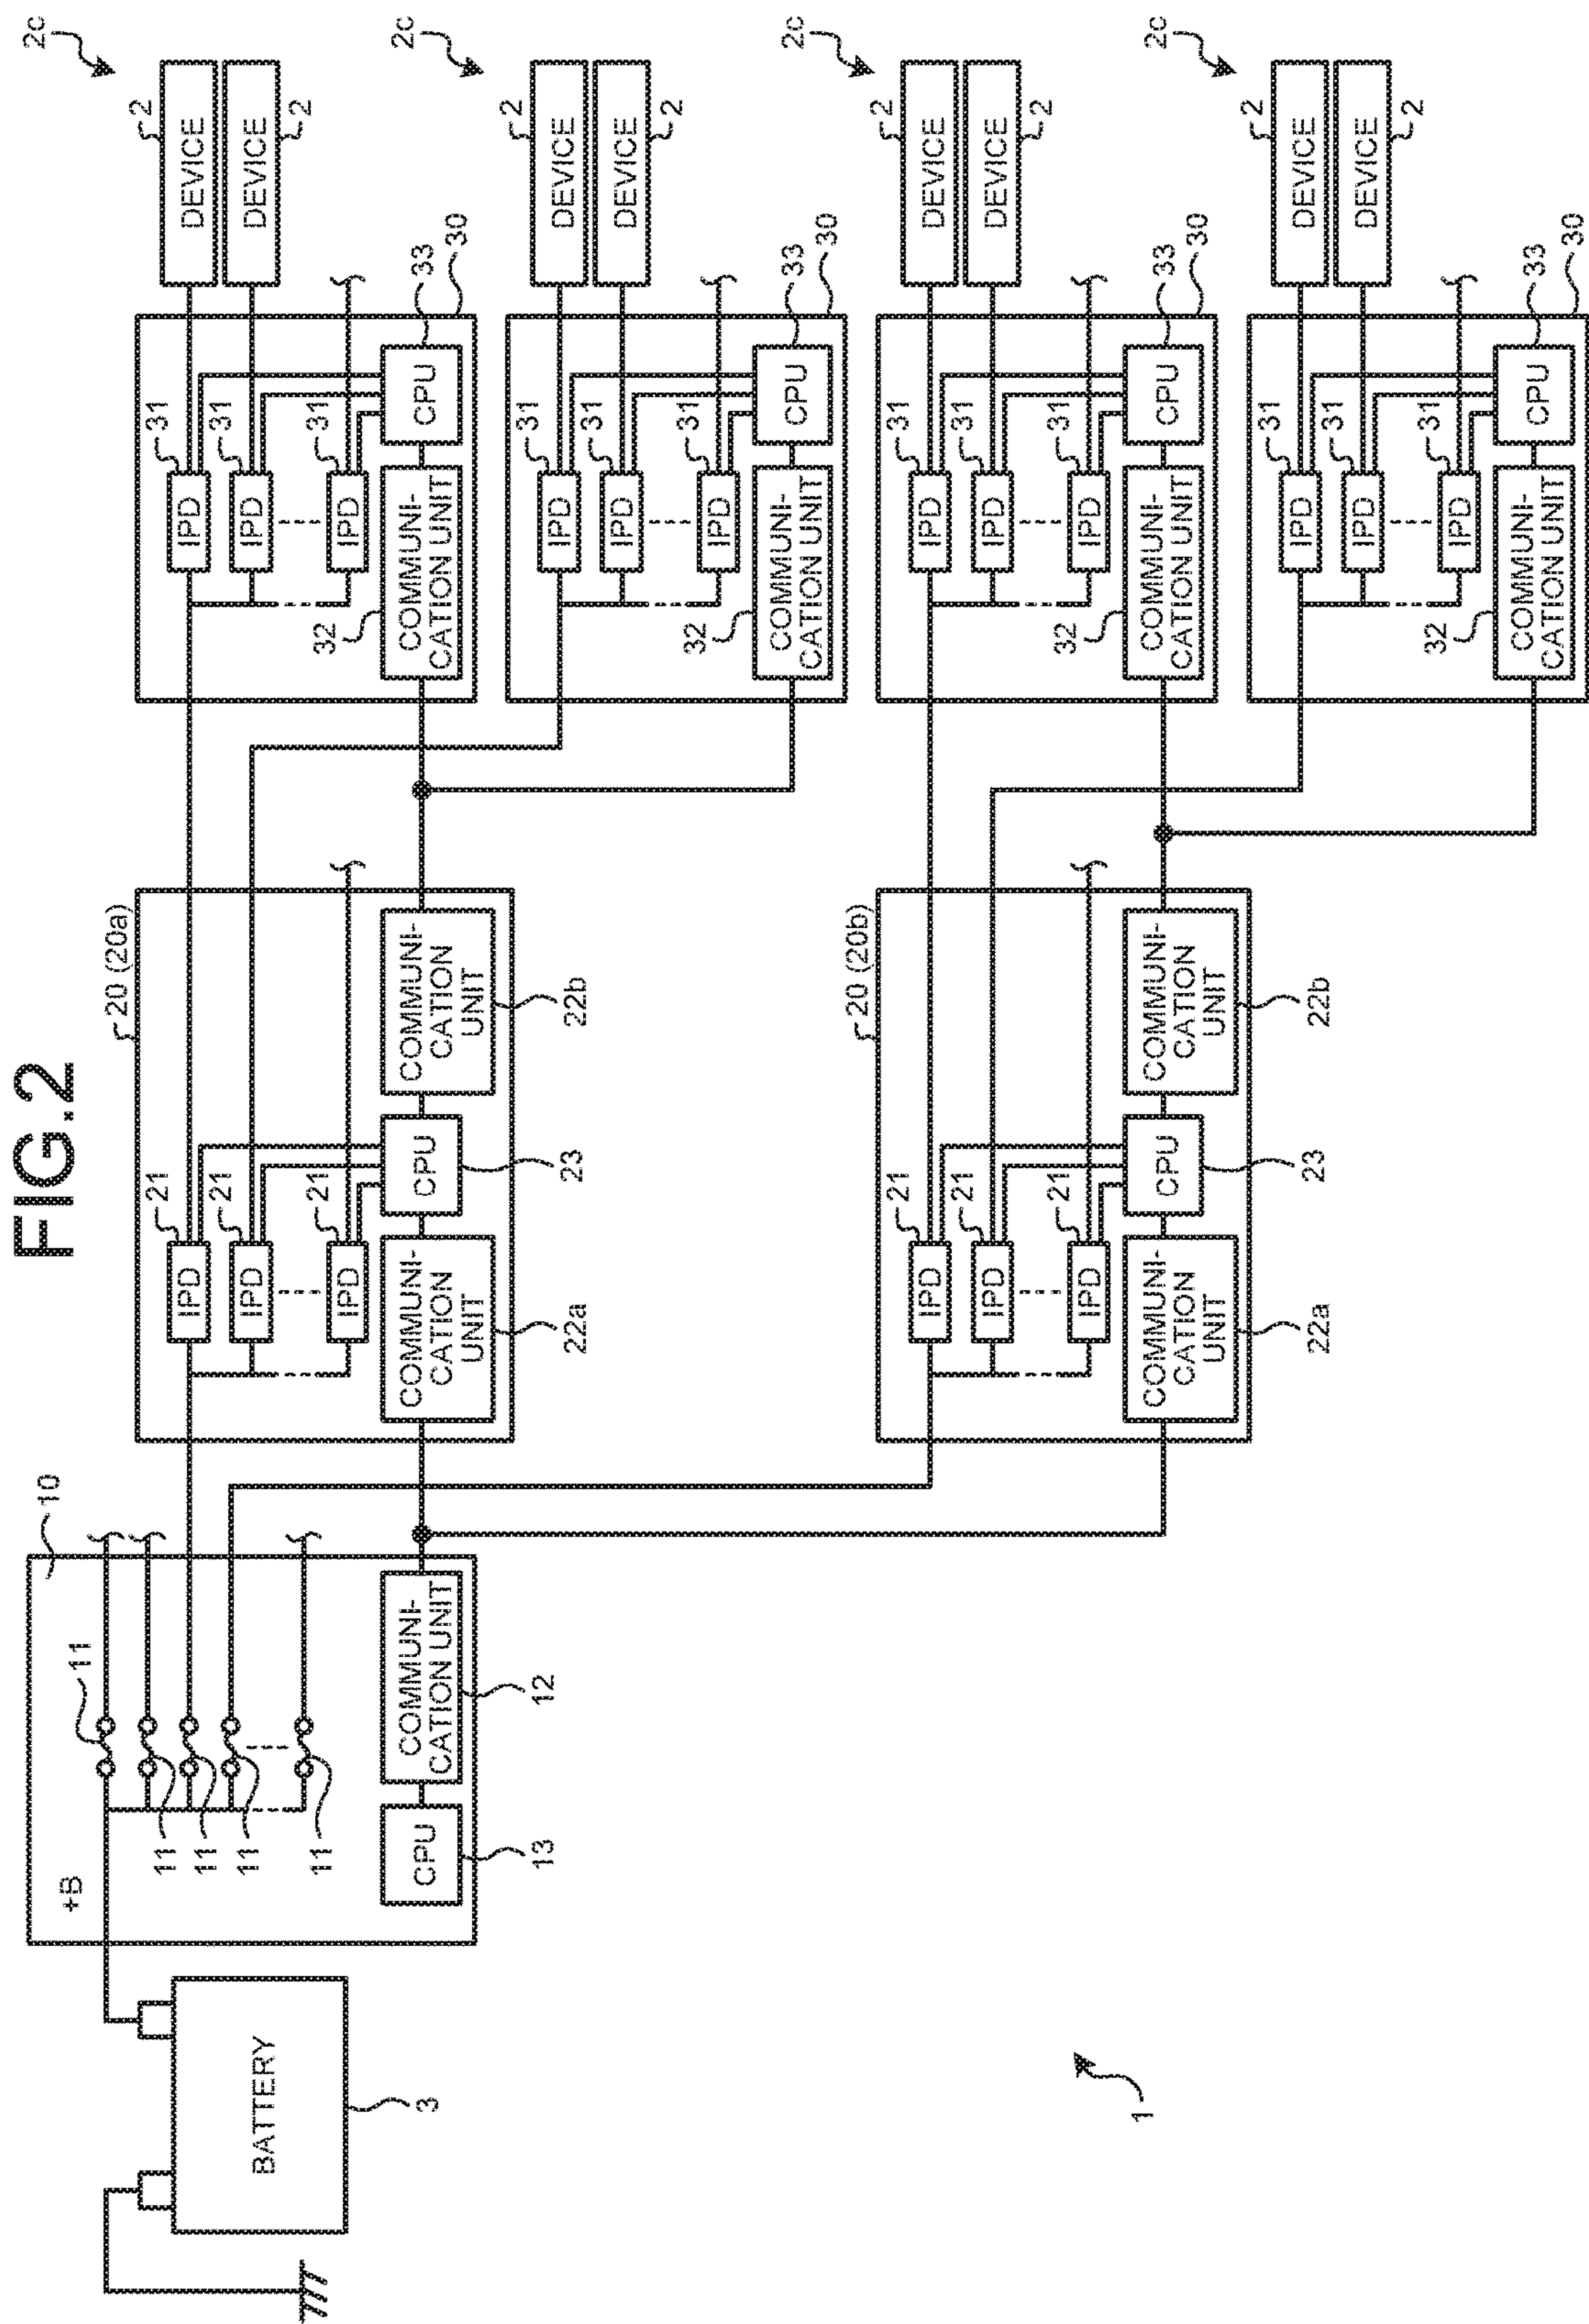 FIG.2
1
BATTERY
3
10
+B
11
11
11
11
11
CPU
13
COMMUNI-
CATION UNIT
12
20 (20a)
IPD
21
IPD
21
IPD
21
COMMUNI-
CATION
UNIT
22a
CPU
23
COMMUNI-
CATION
UNIT
22b
20 (20b)
IPD
21
IPD
21
IPD
21
COMMUNI-
CATION
UNIT
22a
CPU
23
COMMUNI-
CATION
UNIT
22b
IPD
31
IPD
31
IPD
31
32
COMMUNI-
CATION UNIT
CPU
33
30
DEVICE
2
DEVICE
2
2c
IPD
31
IPD
31
IPD
31
32
COMMUNI-
CATION UNIT
CPU
33
30
DEVICE
2
DEVICE
2
2c
IPD
31
IPD
31
IPD
31
32
COMMUNI-
CATION UNIT
CPU
33
30
DEVICE
2
DEVICE
2
2c
IPD
31
IPD
31
IPD
31
32
COMMUNI-
CATION UNIT
CPU
33
30
DEVICE
2
DEVICE
2
2c